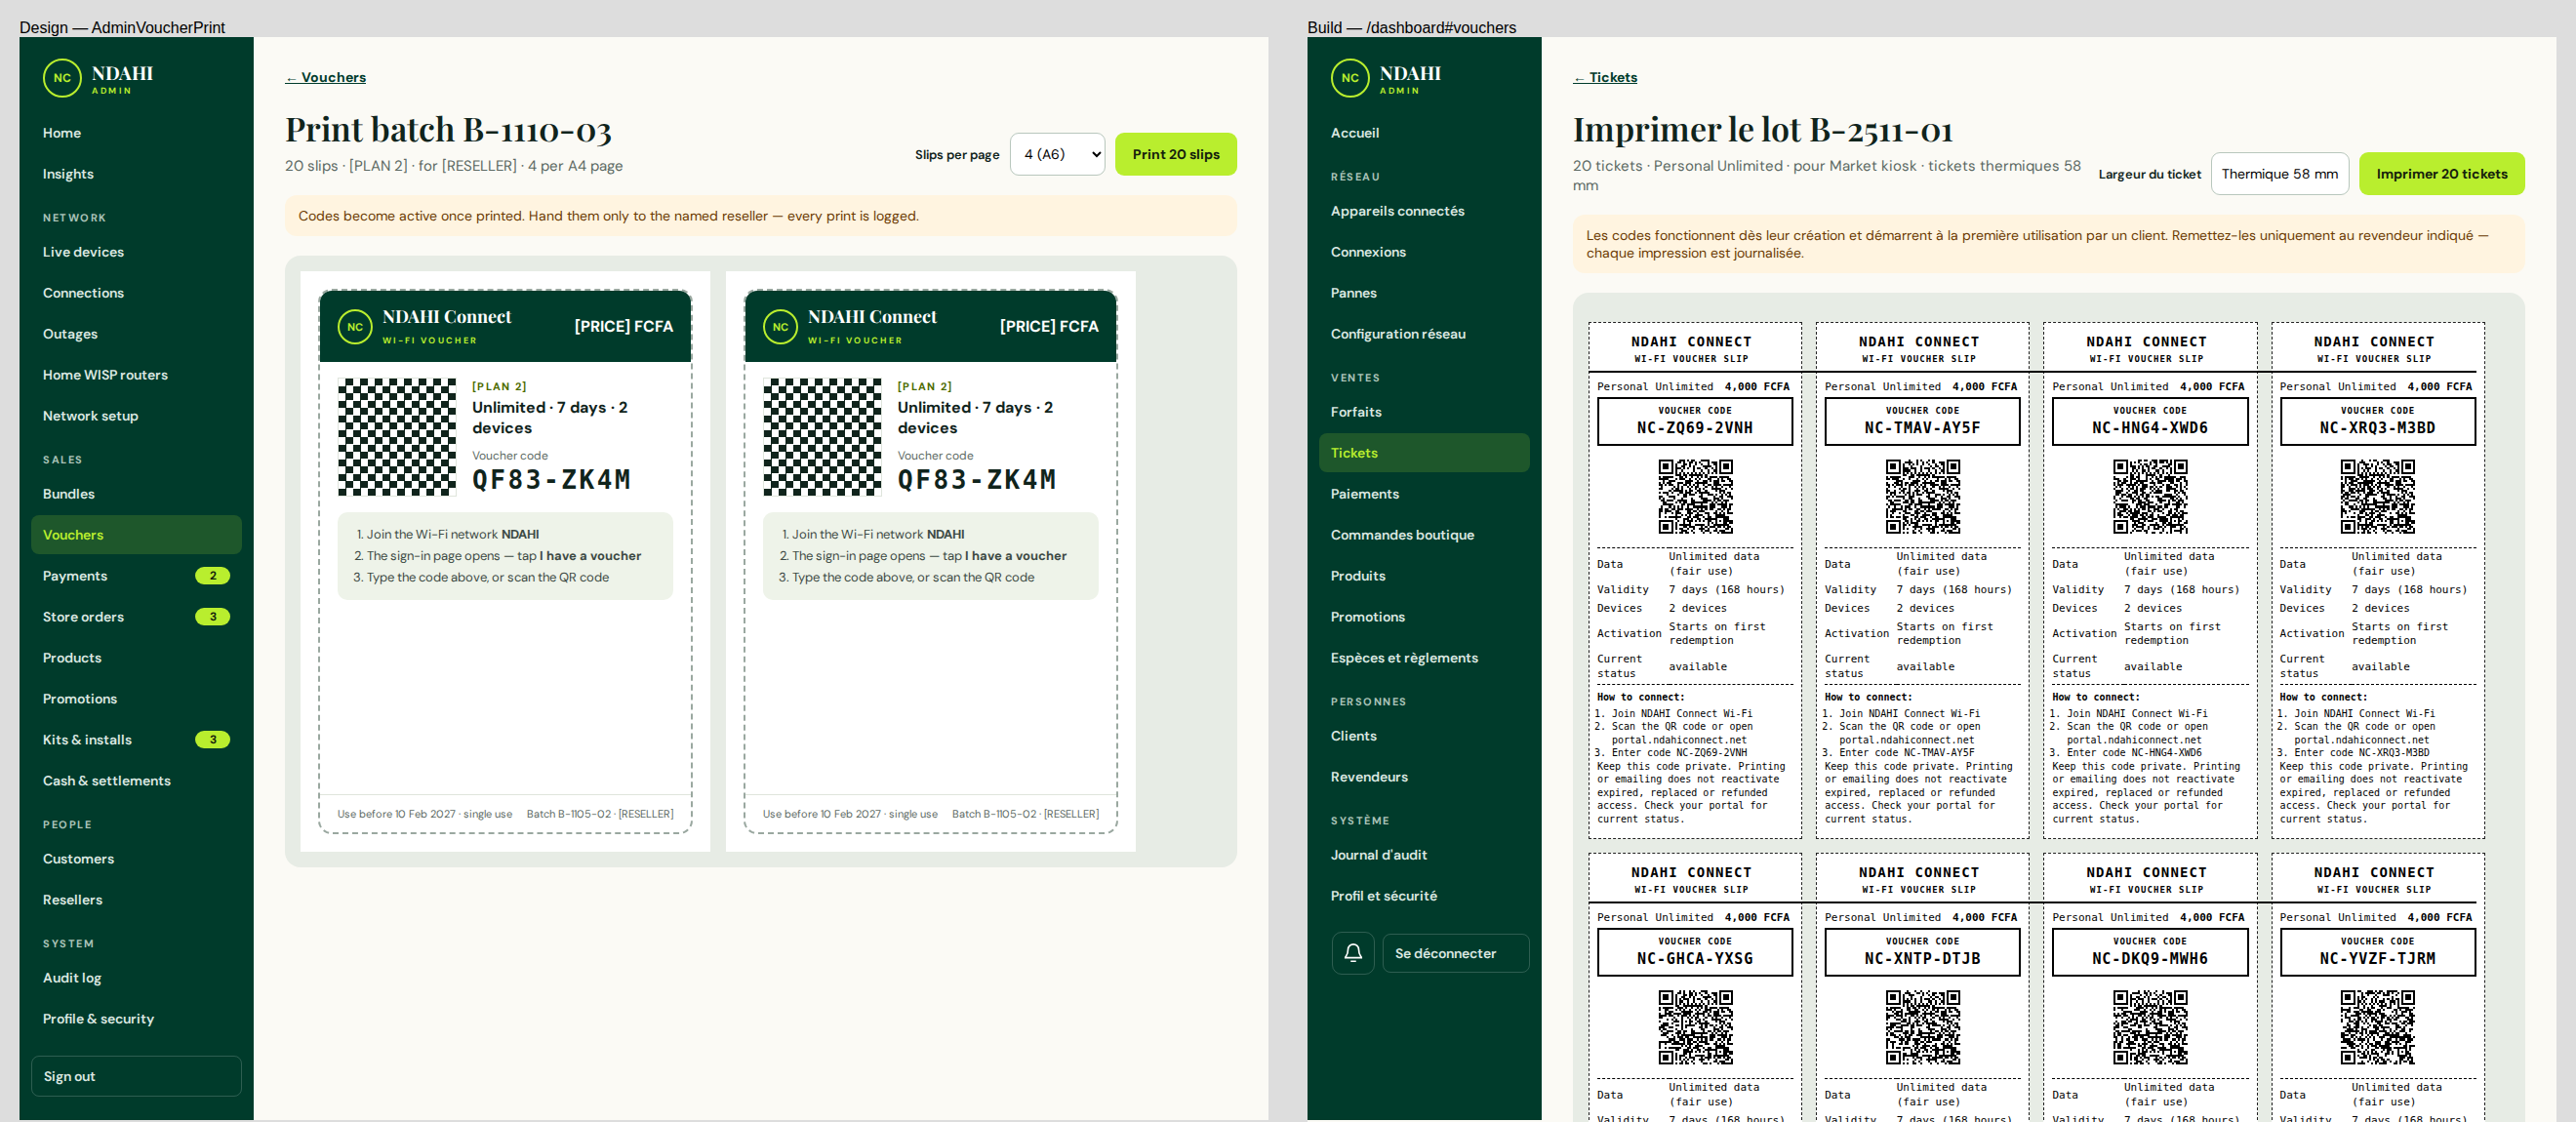 Design — AdminVoucherPrint
NC
NDAHI
ADMIN
Home
Insights
NETWORK
Live devices
Connections
Outages
Home WISP routers
Network setup
SALES
Bundles
Vouchers
Payments 2
Store orders 3
Products
Promotions
Kits & installs 3
Cash & settlements
PEOPLE
Customers
Resellers
SYSTEM
Audit log
Profile & security
Sign out
← Vouchers
Print batch B-1110-03
20 slips · [PLAN 2] · for [RESELLER] · 4 per A4 page
Slips per page
4 (A6)
Print 20 slips
Codes become active once printed. Hand them only to the named reseller — every print is logged.
NC
NDAHI Connect
WI-FI VOUCHER
[PRICE] FCFA
[PLAN 2]
Unlimited · 7 days · 2
devices
Voucher code
QF83-ZK4M
1. Join the Wi-Fi network NDAHI
2. The sign-in page opens — tap I have a voucher
3. Type the code above, or scan the QR code
Use before 10 Feb 2027 · single use
Batch B-1105-02 · [RESELLER]
NC
NDAHI Connect
WI-FI VOUCHER
[PRICE] FCFA
[PLAN 2]
Unlimited · 7 days · 2
devices
Voucher code
QF83-ZK4M
1. Join the Wi-Fi network NDAHI
2. The sign-in page opens — tap I have a voucher
3. Type the code above, or scan the QR code
Use before 10 Feb 2027 · single use
Batch B-1105-02 · [RESELLER]
Build — /dashboard#vouchers
NC
NDAHI
ADMIN
Accueil
RÉSEAU
Appareils connectés
Connexions
Pannes
Configuration réseau
VENTES
Forfaits
Tickets
Paiements
Commandes boutique
Produits
Promotions
Espèces et règlements
PERSONNES
Clients
Revendeurs
SYSTÈME
Journal d'audit
Profil et sécurité
Se déconnecter
← Tickets
Imprimer le lot B-2511-01
20 tickets · Personal Unlimited · pour Market kiosk · tickets thermiques 58
mm
Largeur du ticket
Thermique 58 mm
Imprimer 20 tickets
Les codes fonctionnent dès leur création et démarrent à la première utilisation par un client. Remettez-les uniquement au revendeur indiqué —
chaque impression est journalisée.
NDAHI CONNECT
WI-FI VOUCHER SLIP
Personal Unlimited 4,000 FCFA
VOUCHER CODE
NC-ZQ69-2VNH
Data Unlimited data
(fair use)
Validity 7 days (168 hours)
Devices 2 devices
Activation Starts on first
redemption
Current
status available
How to connect:
1. Join NDAHI Connect Wi-Fi
2. Scan the QR code or open
portal.ndahiconnect.net
3. Enter code NC-ZQ69-2VNH
Keep this code private. Printing
or emailing does not reactivate
expired, replaced or refunded
access. Check your portal for
current status.
NDAHI CONNECT
WI-FI VOUCHER SLIP
Personal Unlimited 4,000 FCFA
VOUCHER CODE
NC-TMAV-AY5F
Data Unlimited data
(fair use)
Validity 7 days (168 hours)
Devices 2 devices
Activation Starts on first
redemption
Current
status available
How to connect:
1. Join NDAHI Connect Wi-Fi
2. Scan the QR code or open
portal.ndahiconnect.net
3. Enter code NC-TMAV-AY5F
Keep this code private. Printing
or emailing does not reactivate
expired, replaced or refunded
access. Check your portal for
current status.
NDAHI CONNECT
WI-FI VOUCHER SLIP
Personal Unlimited 4,000 FCFA
VOUCHER CODE
NC-HNG4-XWD6
Data Unlimited data
(fair use)
Validity 7 days (168 hours)
Devices 2 devices
Activation Starts on first
redemption
Current
status available
How to connect:
1. Join NDAHI Connect Wi-Fi
2. Scan the QR code or open
portal.ndahiconnect.net
3. Enter code NC-HNG4-XWD6
Keep this code private. Printing
or emailing does not reactivate
expired, replaced or refunded
access. Check your portal for
current status.
NDAHI CONNECT
WI-FI VOUCHER SLIP
Personal Unlimited 4,000 FCFA
VOUCHER CODE
NC-XRQ3-M3BD
Data Unlimited data
(fair use)
Validity 7 days (168 hours)
Devices 2 devices
Activation Starts on first
redemption
Current
status available
How to connect:
1. Join NDAHI Connect Wi-Fi
2. Scan the QR code or open
portal.ndahiconnect.net
3. Enter code NC-XRQ3-M3BD
Keep this code private. Printing
or emailing does not reactivate
expired, replaced or refunded
access. Check your portal for
current status.
NDAHI CONNECT
WI-FI VOUCHER SLIP
Personal Unlimited 4,000 FCFA
VOUCHER CODE
NC-GHCA-YXSG
Data Unlimited data
(fair use)
Validity 7 days (168 hours)
NDAHI CONNECT
WI-FI VOUCHER SLIP
Personal Unlimited 4,000 FCFA
VOUCHER CODE
NC-XNTP-DTJB
Data Unlimited data
(fair use)
Validity 7 days (168 hours)
NDAHI CONNECT
WI-FI VOUCHER SLIP
Personal Unlimited 4,000 FCFA
VOUCHER CODE
NC-DKQ9-MWH6
Data Unlimited data
(fair use)
Validity 7 days (168 hours)
NDAHI CONNECT
WI-FI VOUCHER SLIP
Personal Unlimited 4,000 FCFA
VOUCHER CODE
NC-YVZF-TJRM
Data Unlimited data
(fair use)
Validity 7 days (168 hours)